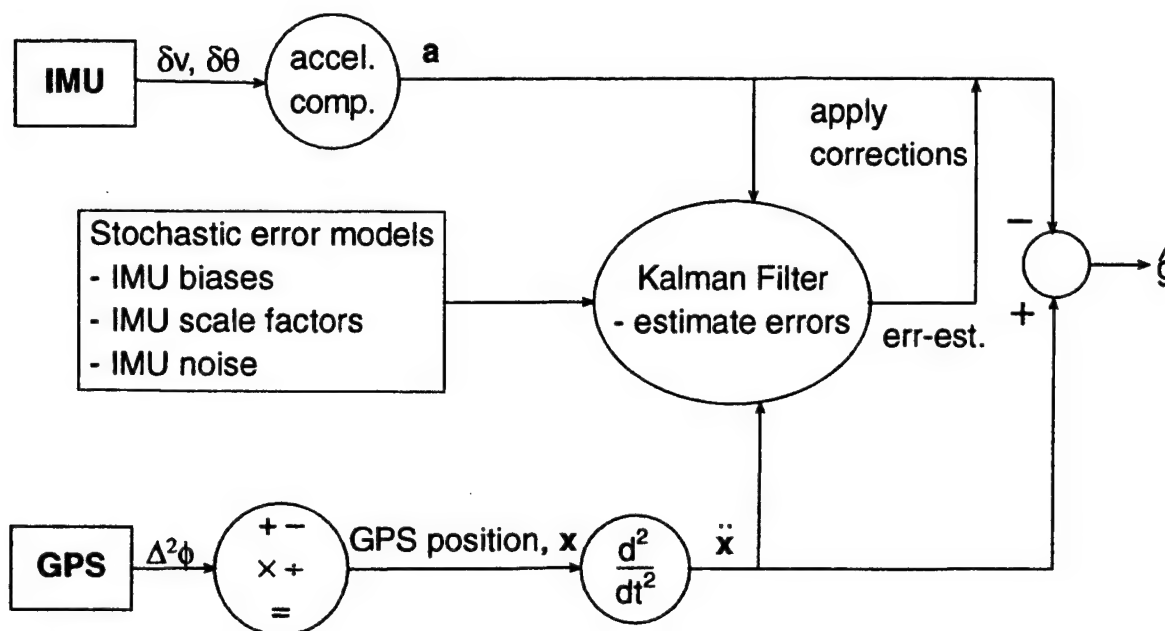 IMU
δv, δθ
accel.
comp.
a
apply
corrections
Stochastic error models
- IMU biases
- IMU scale factors
- IMU noise
Kalman Filter
- estimate errors
err-est.
−
+
GPS
Δ²φ
+ −
× ÷
=
GPS position, x
d²
dt²
ẍ